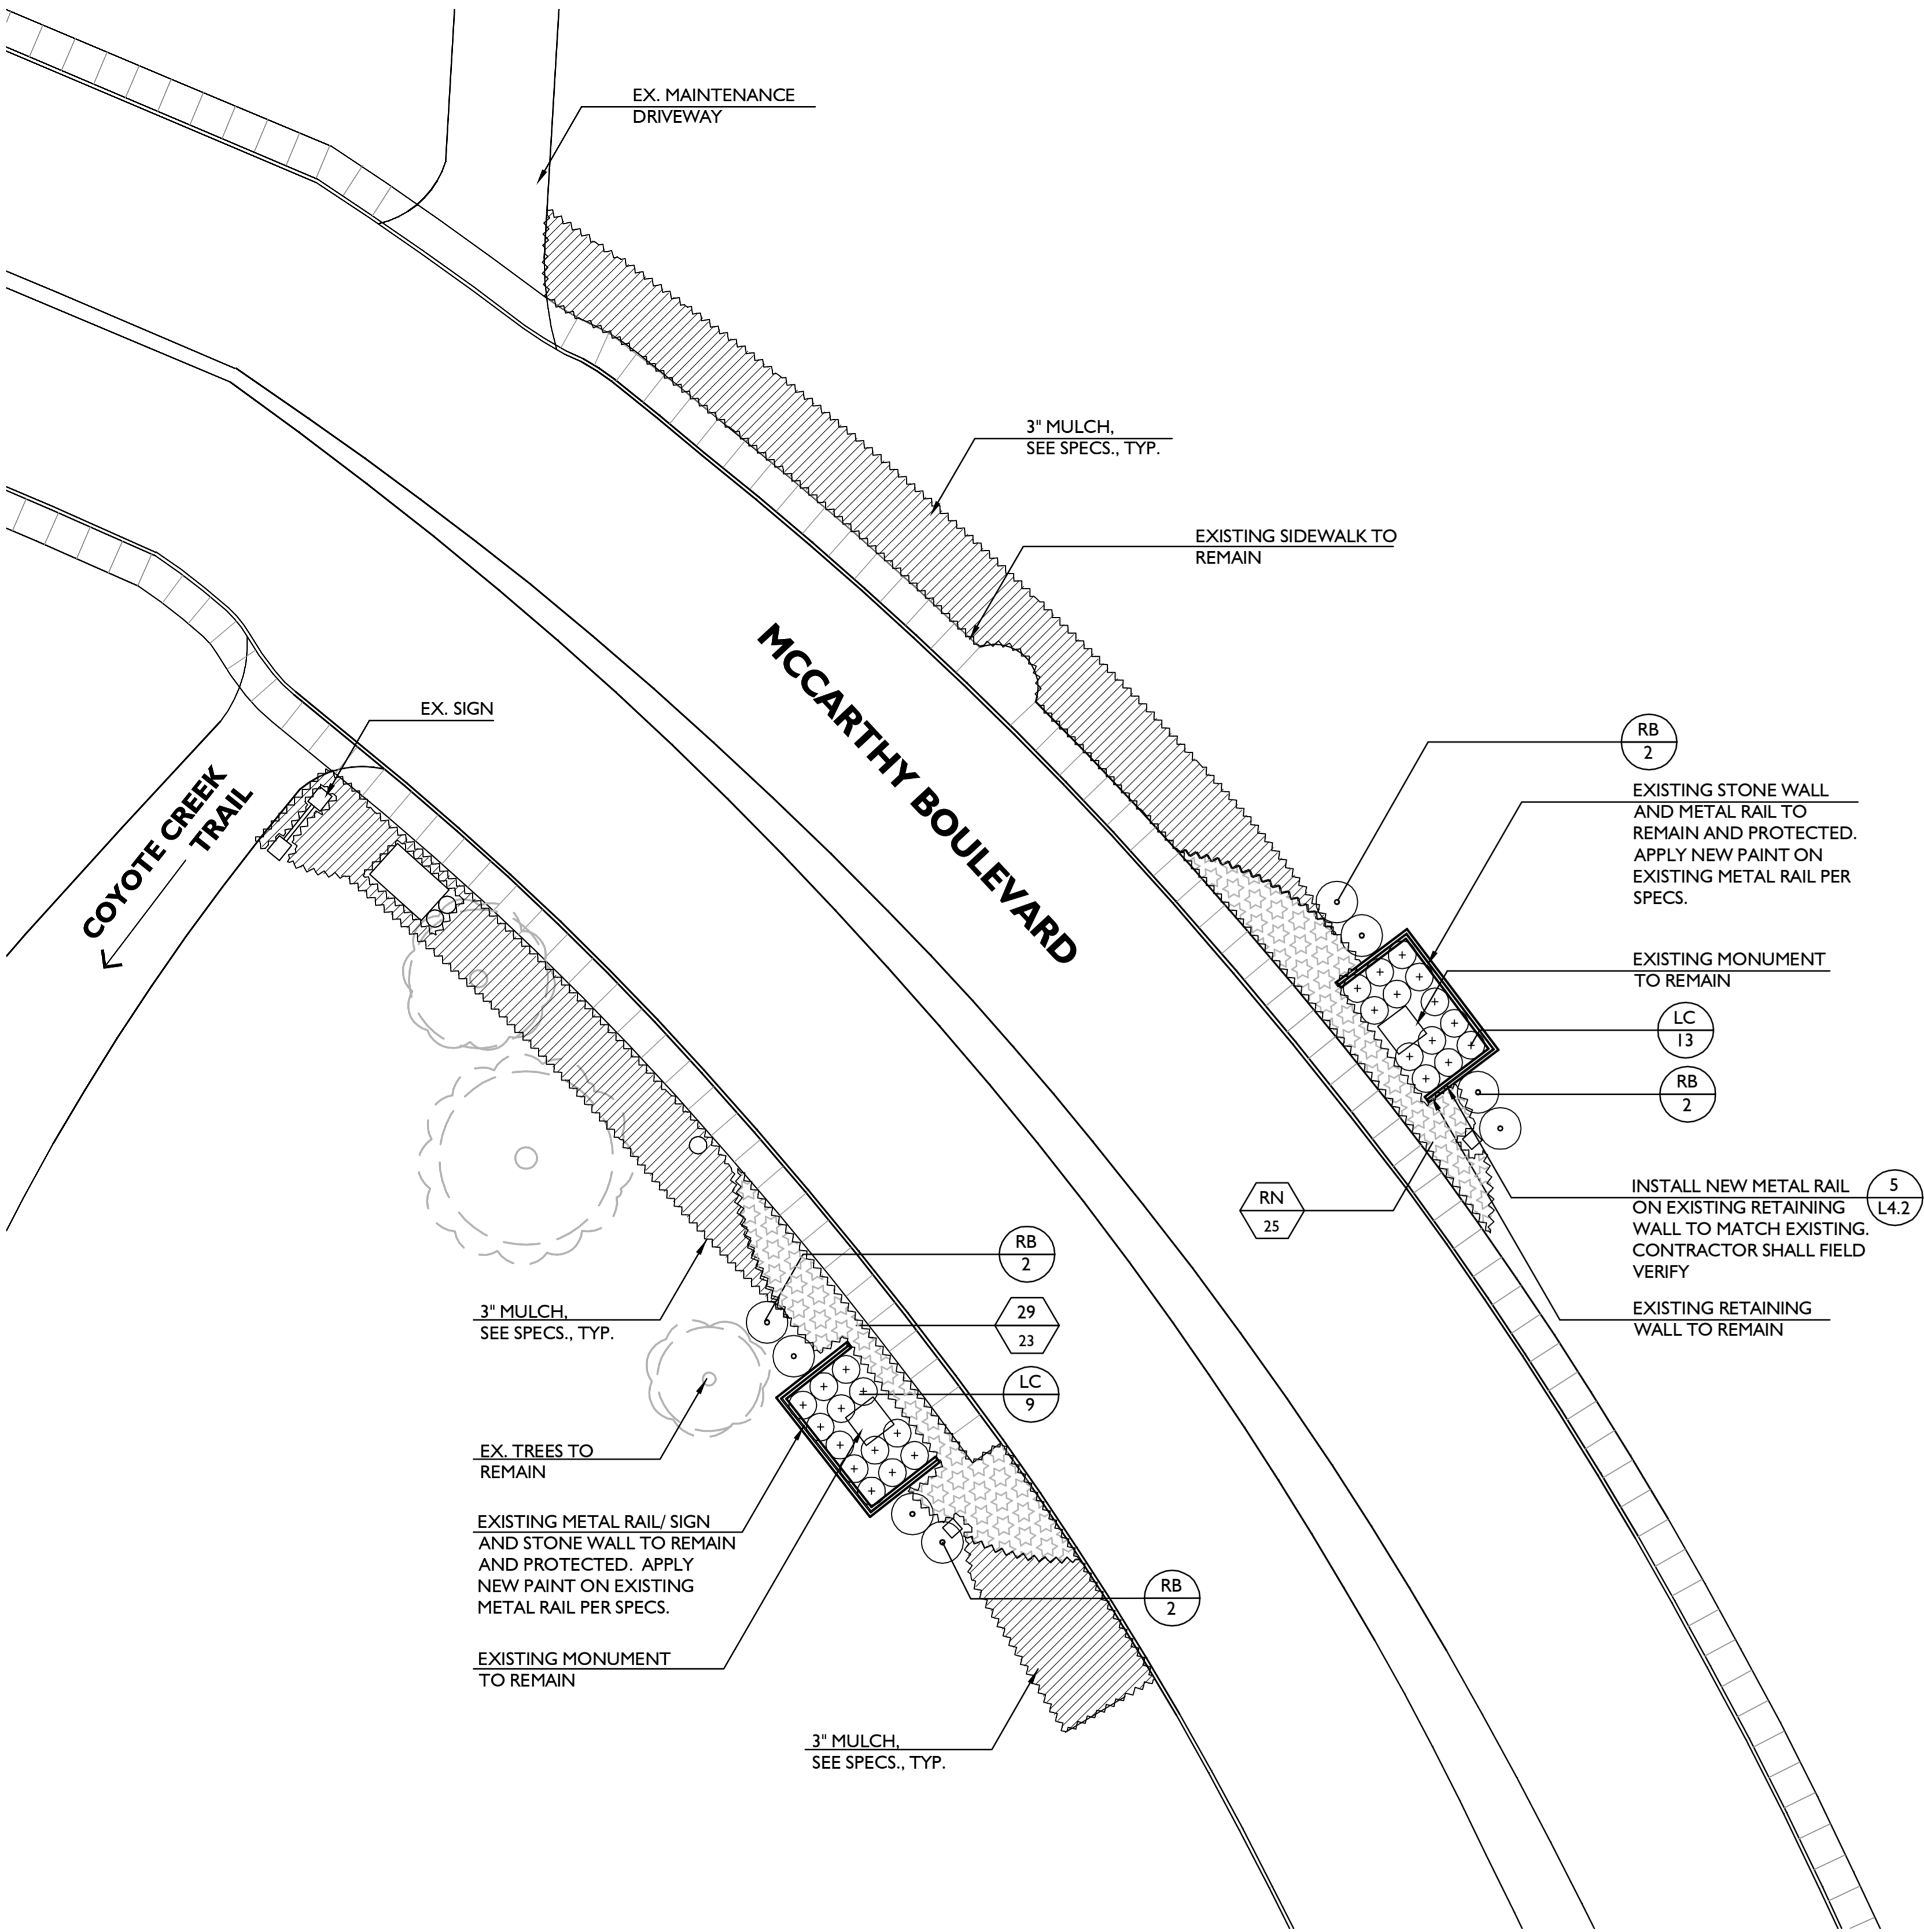 EX. MAINTENANCE
DRIVEWAY
3" MULCH,
SEE SPECS., TYP.
EXISTING SIDEWALK TO
REMAIN
MCCARTHY BOULEVARD
EX. SIGN
COYOTE CREEK
TRAIL
RB
2
EXISTING STONE WALL
AND METAL RAIL TO
REMAIN AND PROTECTED.
APPLY NEW PAINT ON
EXISTING METAL RAIL PER
SPECS.
EXISTING MONUMENT
TO REMAIN
LC
13
RB
2
RN
25
INSTALL NEW METAL RAIL
ON EXISTING RETAINING
WALL TO MATCH EXISTING.
CONTRACTOR SHALL FIELD
VERIFY
5
L4.2
EXISTING RETAINING
WALL TO REMAIN
RB
2
29
23
LC
9
3" MULCH,
SEE SPECS., TYP.
EX. TREES TO
REMAIN
EXISTING METAL RAIL/ SIGN
AND STONE WALL TO REMAIN
AND PROTECTED. APPLY
NEW PAINT ON EXISTING
METAL RAIL PER SPECS.
RB
2
EXISTING MONUMENT
TO REMAIN
3" MULCH,
SEE SPECS., TYP.